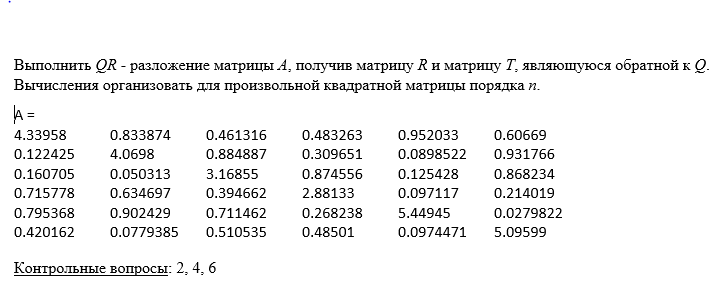 Выполнить QR - разложение матрицы A, получив матрицу R и матрицу T, являющуюся обратной к Q.
Вычисления организовать для произвольной квадратной матрицы порядка n.
A =
4.33958 0.833874 0.461316 0.483263 0.952033 0.60669
0.122425 4.0698 0.884887 0.309651 0.0898522 0.931766
0.160705 0.050313 3.16855 0.874556 0.125428 0.868234
0.715778 0.634697 0.394662 2.88133 0.097117 0.214019
0.795368 0.902429 0.711462 0.268238 5.44945 0.0279822
0.420162 0.0779385 0.510535 0.48501 0.0974471 5.09599
Контрольные вопросы: 2, 4, 6